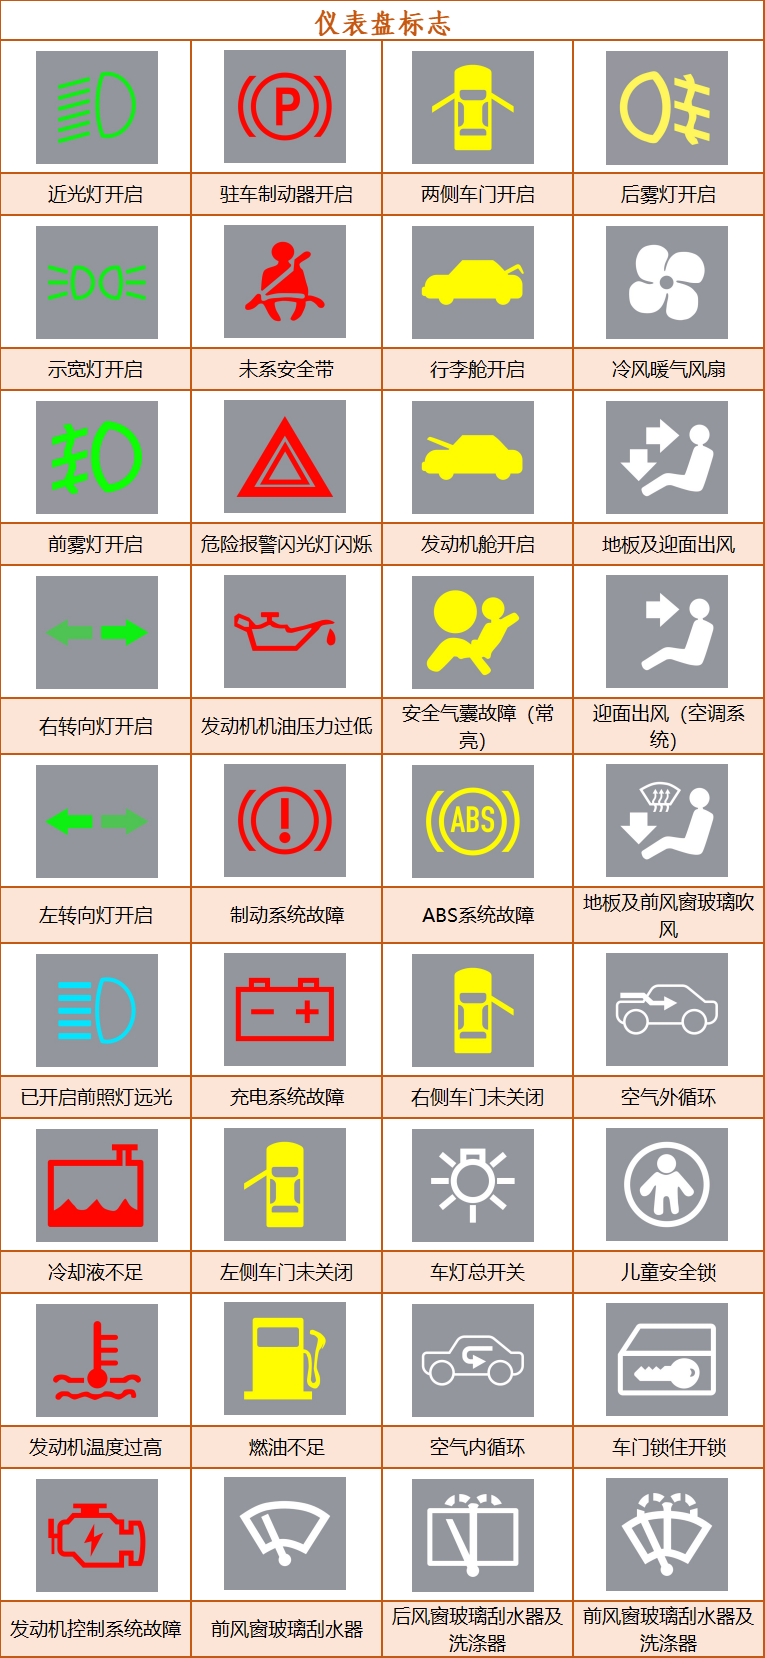 仪表盘标志
P
近光灯开启
驻车制动器开启
两侧车门开启
后雾灯开启
示宽灯开启
未系安全带
行李舱开启
冷风暖气风扇
前雾灯开启
危险报警闪光灯闪烁
发动机舱开启
地板及迎面出风
右转向灯开启
发动机机油压力过低
安全气囊故障（常
亮）
迎面出风（空调系
统）
!
ABS
左转向灯开启
制动系统故障
ABS系统故障
地板及前风窗玻璃吹
风
- +
已开启前照灯远光
充电系统故障
右侧车门未关闭
空气外循环
冷却液不足
左侧车门未关闭
车灯总开关
儿童安全锁
发动机温度过高
燃油不足
空气内循环
车门锁住开锁
发动机控制系统故障
前风窗玻璃刮水器
后风窗玻璃刮水器及
洗涤器
前风窗玻璃刮水器及
洗涤器